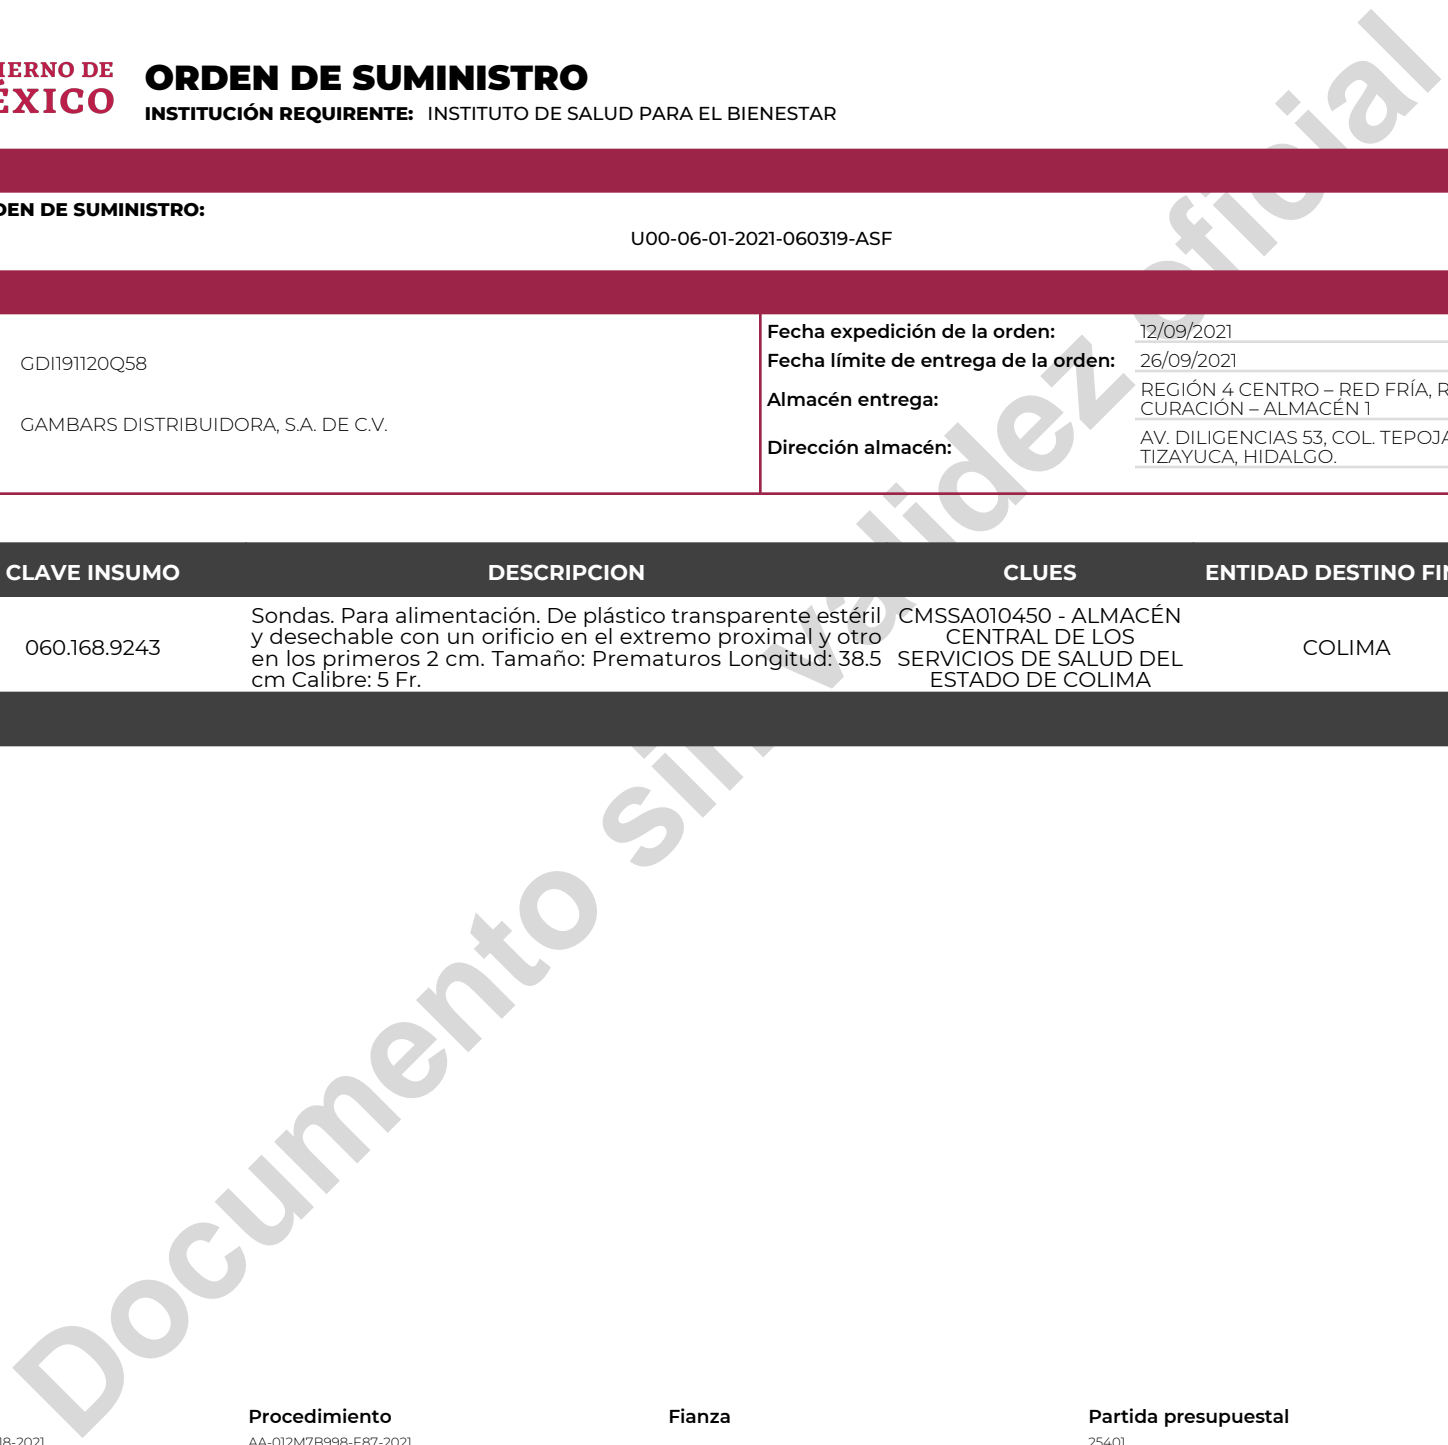 IERNO DE
ÉXICO
ORDEN DE SUMINISTRO
INSTITUCIÓN REQUIRENTE: INSTITUTO DE SALUD PARA EL BIENESTAR
DEN DE SUMINISTRO:
U00-06-01-2021-060319-ASF
GDI191120Q58
GAMBARS DISTRIBUIDORA, S.A. DE C.V.
Fecha expedición de la orden: 12/09/2021
Fecha límite de entrega de la orden: 26/09/2021
Almacén entrega: REGIÓN 4 CENTRO – RED FRÍA, R
CURACIÓN – ALMACÉN 1
Dirección almacén: AV. DILIGENCIAS 53, COL. TEPOJA
TIZAYUCA, HIDALGO.
CLAVE INSUMO DESCRIPCION CLUES ENTIDAD DESTINO FIN
060.168.9243
Sondas. Para alimentación. De plástico transparente estéril
y desechable con un orificio en el extremo proximal y otro
en los primeros 2 cm. Tamaño: Prematuros Longitud: 38.5
cm Calibre: 5 Fr.
CMSSA010450 - ALMACÉN
CENTRAL DE LOS
SERVICIOS DE SALUD DEL
ESTADO DE COLIMA
COLIMA
Documento sin validez oficial
Procedimiento Fianza Partida presupuestal
18-2021 AA-012M7B998-E87-2021 25401